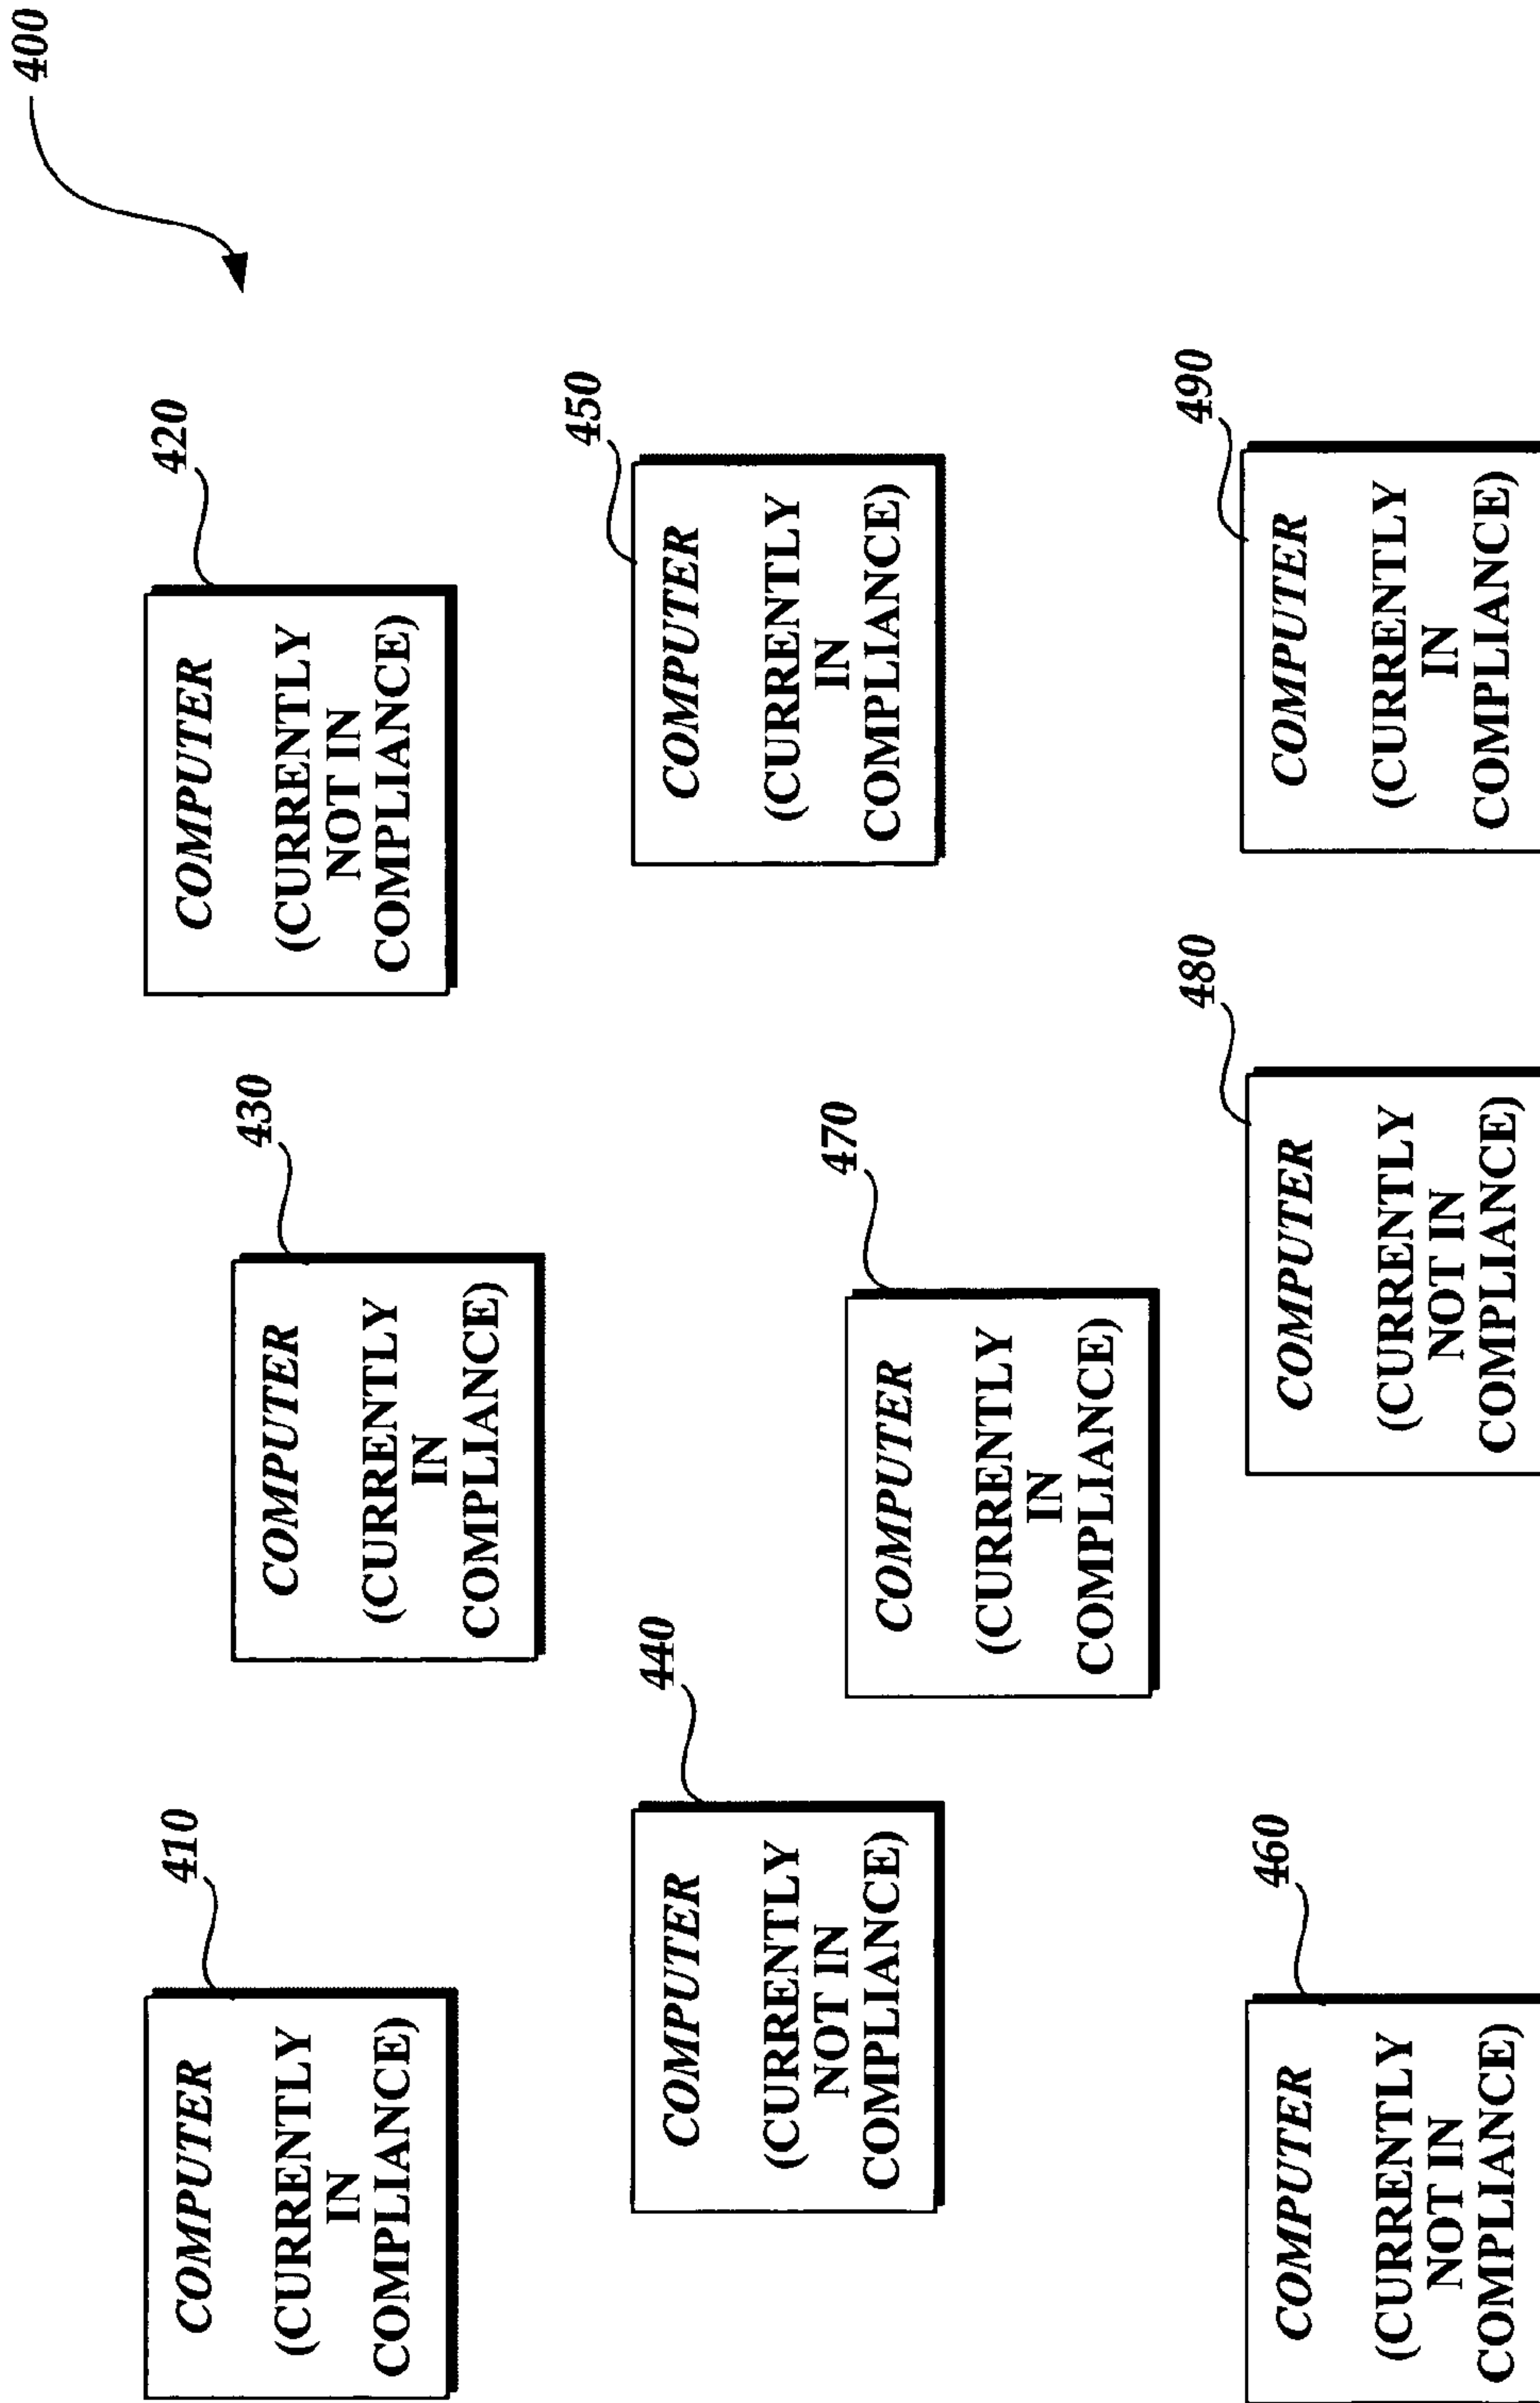 400
410
COMPUTER
(CURRENTLY
IN
COMPLIANCE)
430
COMPUTER
(CURRENTLY
IN
COMPLIANCE)
420
COMPUTER
(CURRENTLY
NOT IN
COMPLIANCE)
440
COMPUTER
(CURRENTLY
NOT IN
COMPLIANCE)
450
COMPUTER
(CURRENTLY
IN
COMPLIANCE)
470
COMPUTER
(CURRENTLY
IN
COMPLIANCE)
460
COMPUTER
(CURRENTLY
NOT IN
COMPLIANCE)
480
COMPUTER
(CURRENTLY
NOT IN
COMPLIANCE)
490
COMPUTER
(CURRENTLY
IN
COMPLIANCE)